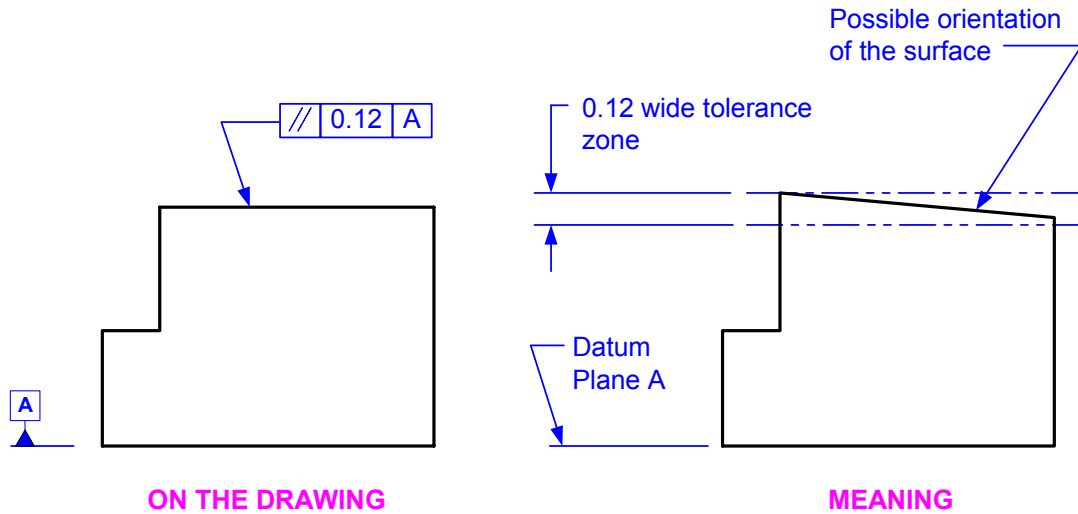 Possible orientation
of the surface
// 0.12 A
0.12 wide tolerance
zone
Datum
Plane A
A
ON THE DRAWING
MEANING